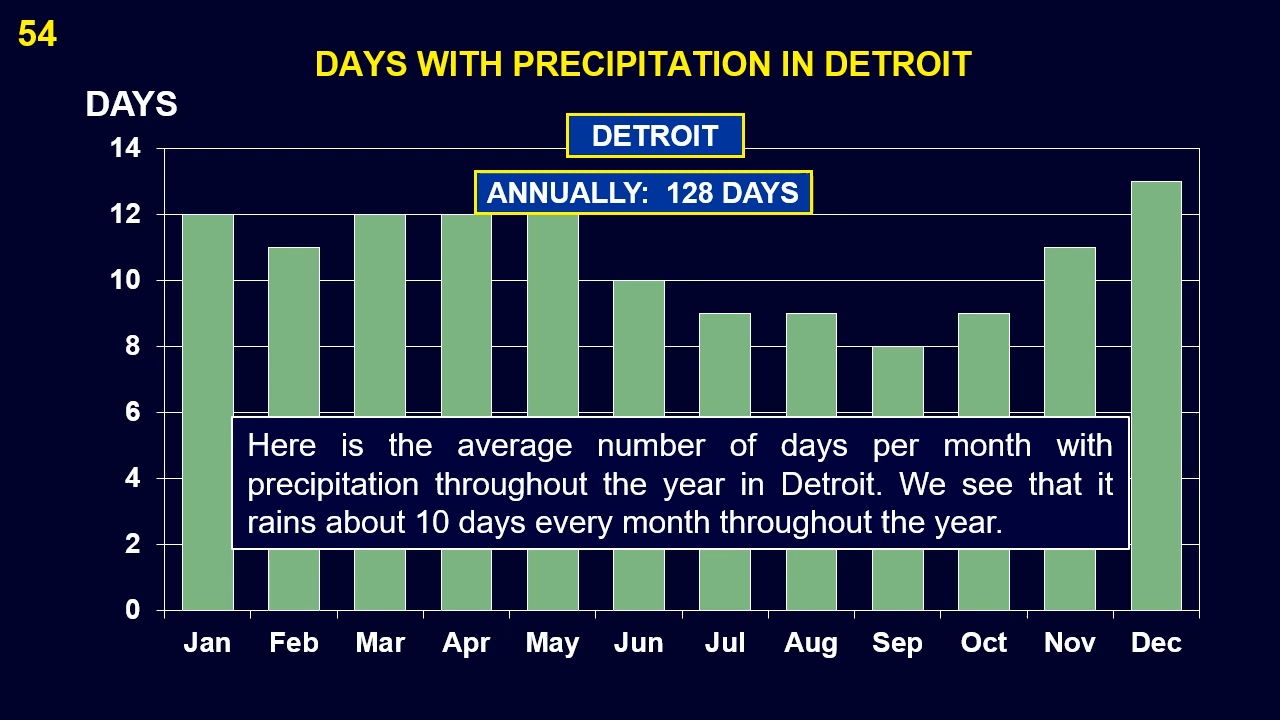 54
DAYS WITH PRECIPITATION IN DETROIT
DAYS
DETROIT
ANNUALLY: 128 DAYS
14
12
10
8
6
4
2
0
Here is the average number of days per month with
precipitation throughout the year in Detroit. We see that it
rains about 10 days every month throughout the year.
Jan Feb Mar Apr May Jun Jul Aug Sep Oct Nov Dec